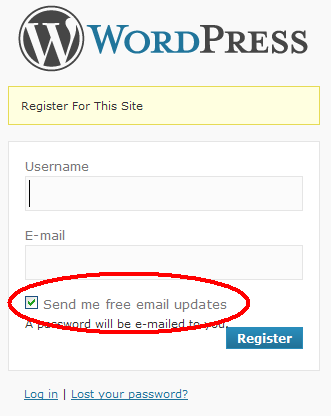 WORDPRESS
Register For This Site
Username
E-mail
Send me free email updates
A password will be e-mailed to you.
Register
Log in | Lost your password?